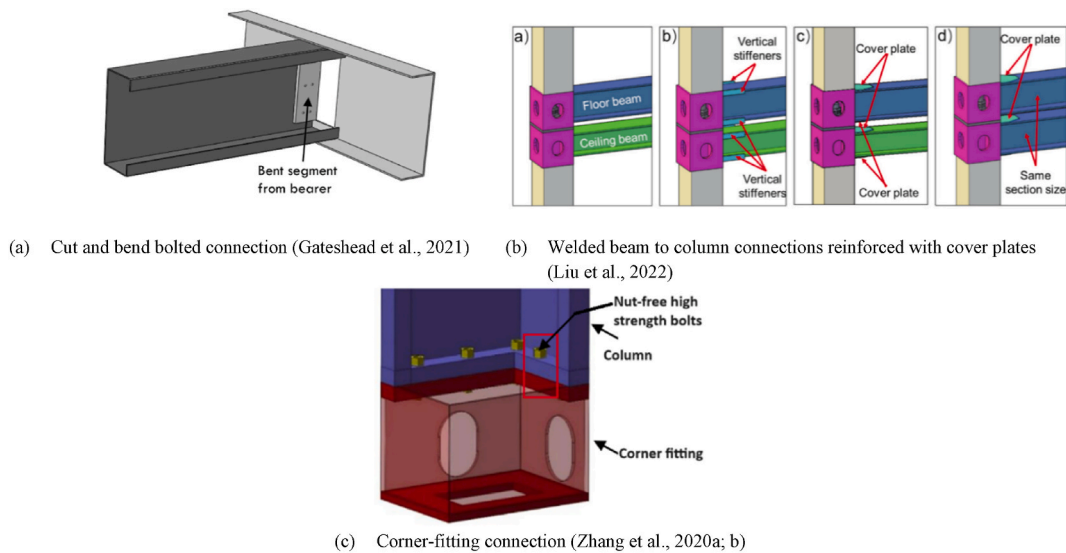 Bent segment
from bearer
a)
Floor beam
Ceiling beam
b)
Vertical
stiffeners
Vertical
stiffeners
c)
Cover plate
Cover plate
d)
Cover plate
Same
section size
(a) Cut and bend bolted connection (Gateshead et al., 2021)
(b) Welded beam to column connections reinforced with cover plates
(Liu et al., 2022)
Nut-free high
strength bolts
Column
Corner fitting
(c) Corner-fitting connection (Zhang et al., 2020a; b)